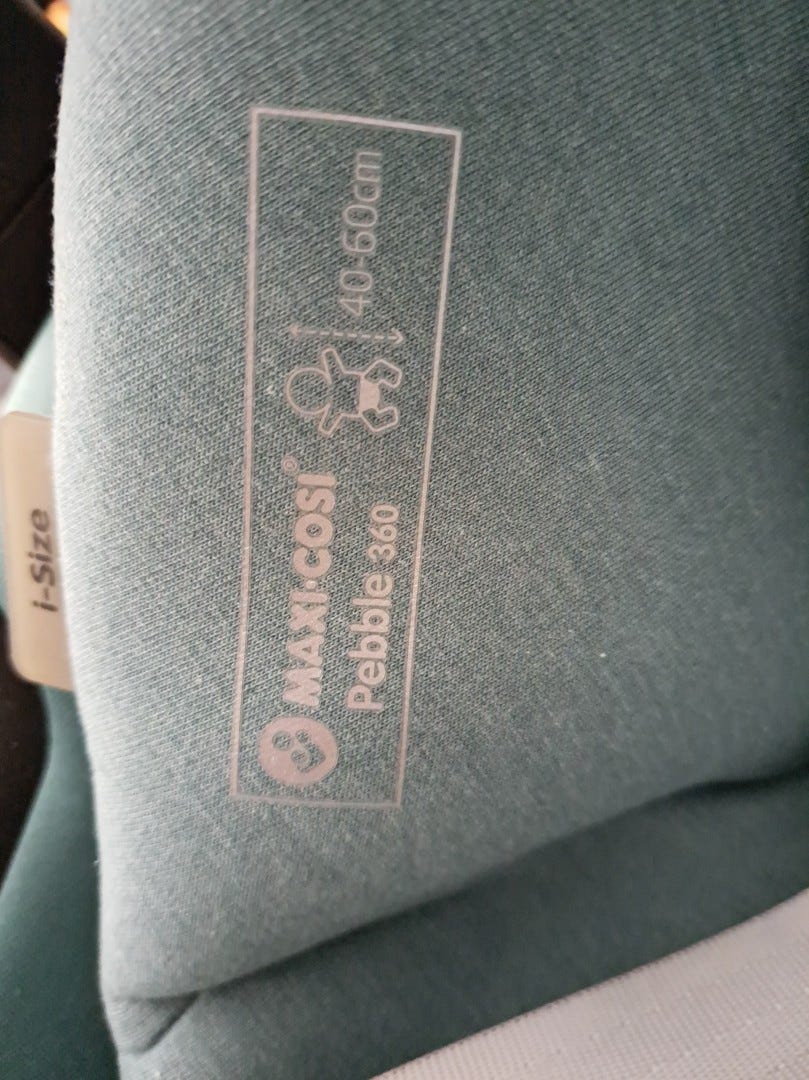 MAXI·COSI®
Pebble 360
40-60cm
i-Size